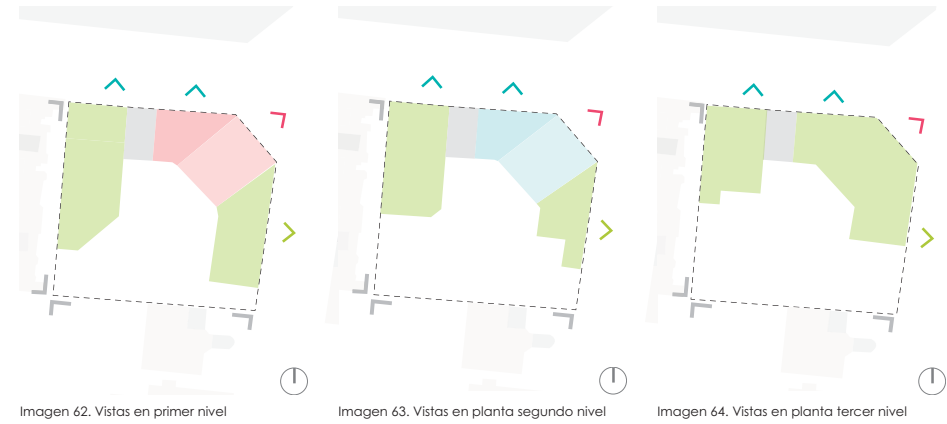 Imagen 62. Vistas en primer nivel
Imagen 63. Vistas en planta segundo nivel
Imagen 64. Vistas en planta tercer nivel